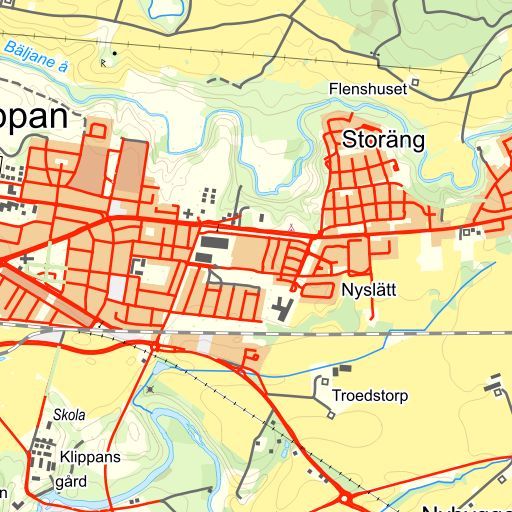 Bäljane å
R
Flenshuset
ppan
Storäng
Nyslätt
Troedstorp
Skola
Klippans
gård